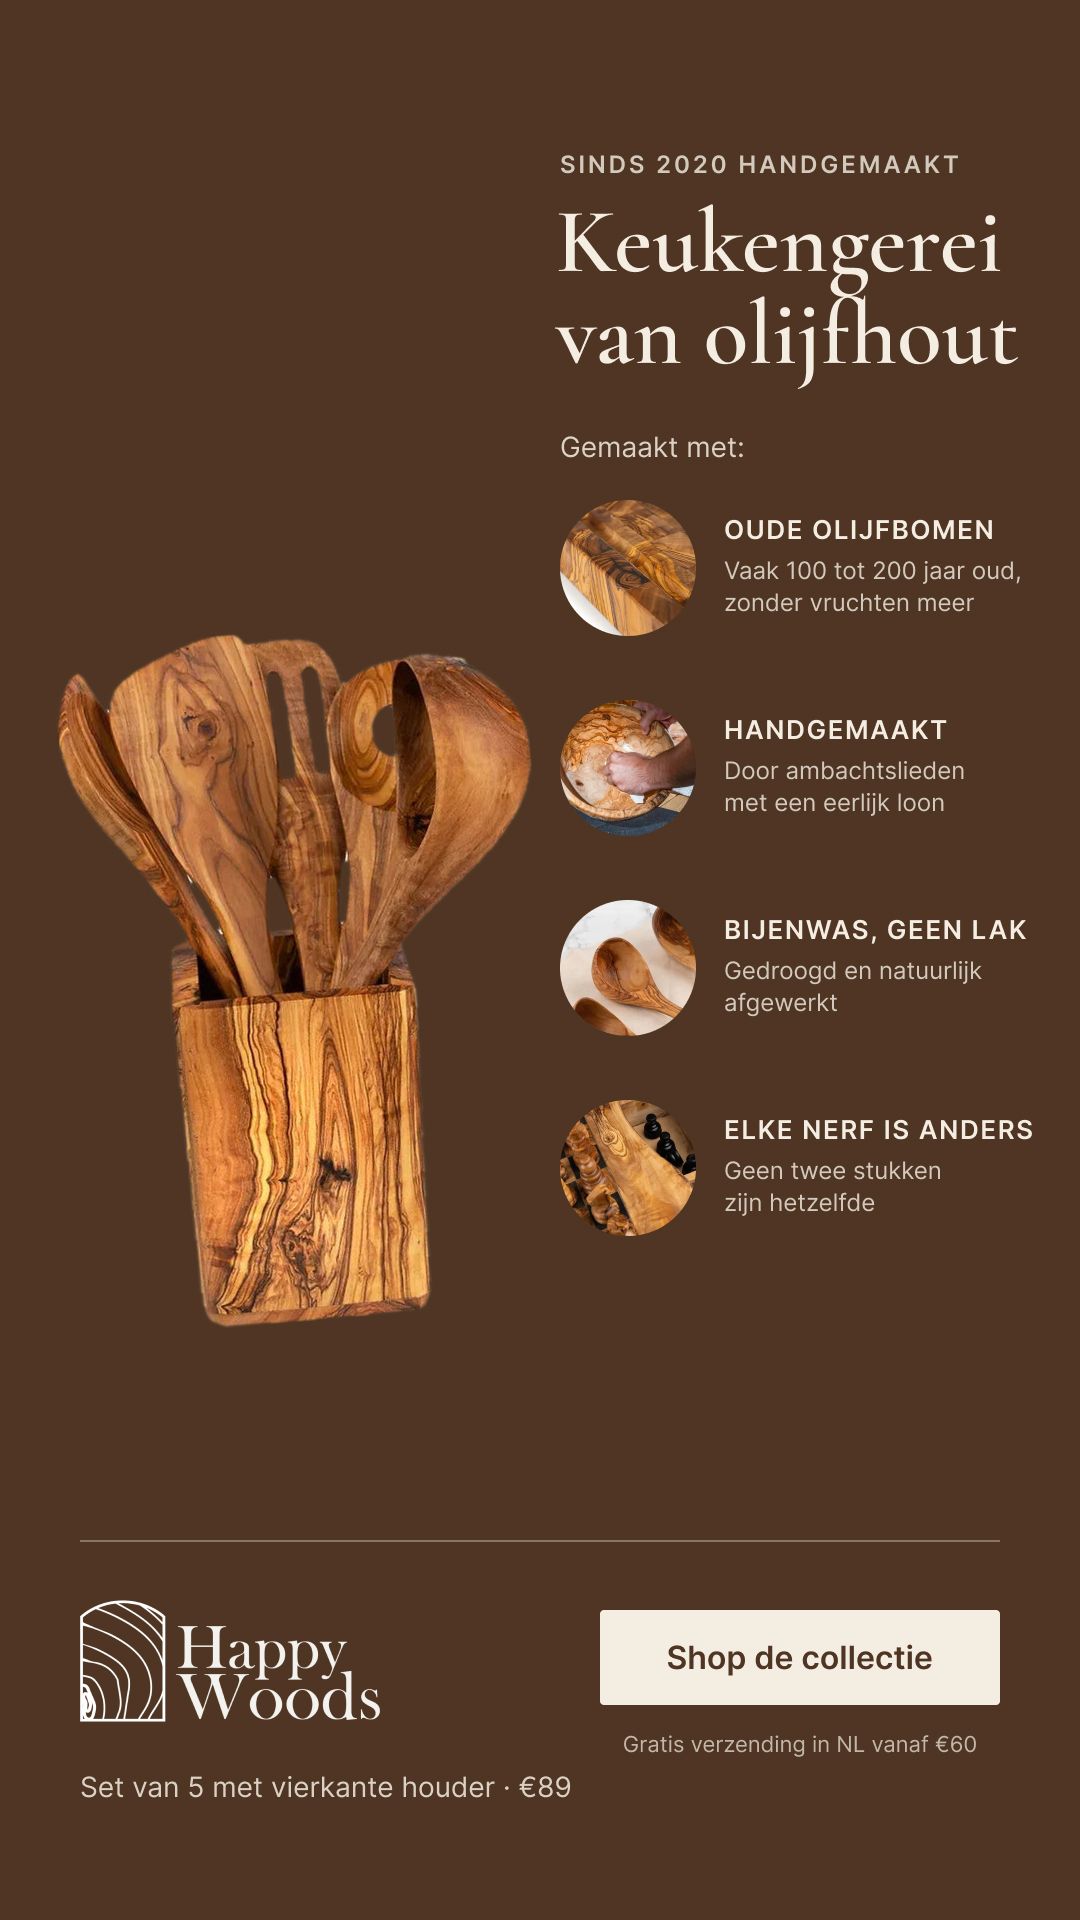 SINDS 2020 HANDGEMAAKT
Keukengerei
van olijfhout
Gemaakt met:
OUDE OLIJFBOMEN
Vaak 100 tot 200 jaar oud,
zonder vruchten meer
HANDGEMAAKT
Door ambachtslieden
met een eerlijk loon
BIJENWAS, GEEN LAK
Gedroogd en natuurlijk
afgewerkt
ELKE NERF IS ANDERS
Geen twee stukken
zijn hetzelfde
Happy
Woods
Set van 5 met vierkante houder · €89
Shop de collectie
Gratis verzending in NL vanaf €60